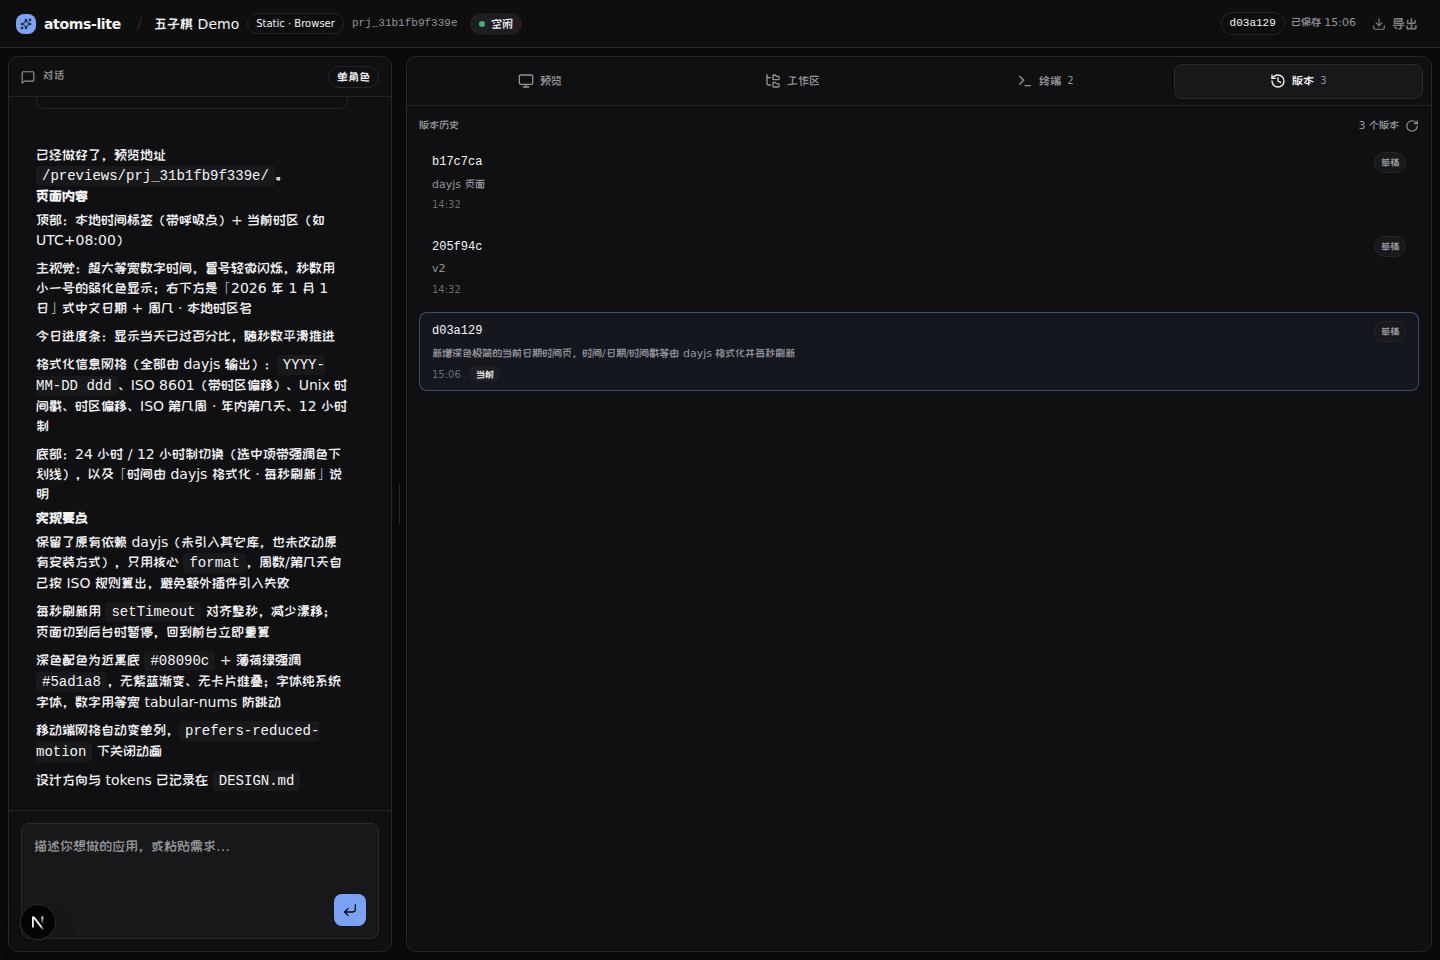 atoms-lite / 五子棋 Demo Static · Browser prj_31b1fb9f339e 空闲 d03a129 已保存 15:06 导出
对话 单角色
已经做好了，预览地址
/previews/prj_31b1fb9f339e/ 。
页面内容
顶部：本地时间标签（带呼吸点）+ 当前时区（如
UTC+08:00）
主视觉：超大等宽数字时间，冒号轻微闪烁，秒数用
小一号的弱化色显示；右下方是「2026 年 1 月 1
日」式中文日期 + 周几 · 本地时区名
今日进度条：显示当天已过百分比，随秒数平滑推进
格式化信息网格（全部由 dayjs 输出）： YYYY-
MM-DD ddd 、ISO 8601（带时区偏移）、Unix 时
间戳、时区偏移、ISO 第几周 · 年内第几天、12 小时
制
底部：24 小时 / 12 小时制切换（选中项带强调色下
划线），以及「时间由 dayjs 格式化 · 每秒刷新」说
明
实现要点
保留了原有依赖 dayjs（未引入其它库，也未改动原
有安装方式），只用核心 format ，周数/第几天自
己按 ISO 规则算出，避免额外插件引入失败
每秒刷新用 setTimeout 对齐整秒，减少漂移；
页面切到后台时暂停，回到前台立即重算
深色配色为近黑底 #08090c + 薄荷绿强调
#5ad1a8 ，无紫蓝渐变、无卡片堆叠；字体纯系统
字体，数字用等宽 tabular-nums 防跳动
移动端网格自动变单列， prefers-reduced-
motion 下关闭动画
设计方向与 tokens 已记录在 DESIGN.md
描述你想做的应用，或粘贴需求...
N
预览 工作区 终端 2 版本 3
版本历史 3 个版本
b17c7ca 草稿
dayjs 页面
14:32
205f94c 草稿
v2
14:32
d03a129 草稿
新增深色极简的当前日期时间页，时间/日期/时间戳等由 dayjs 格式化并每秒刷新
15:06 当前